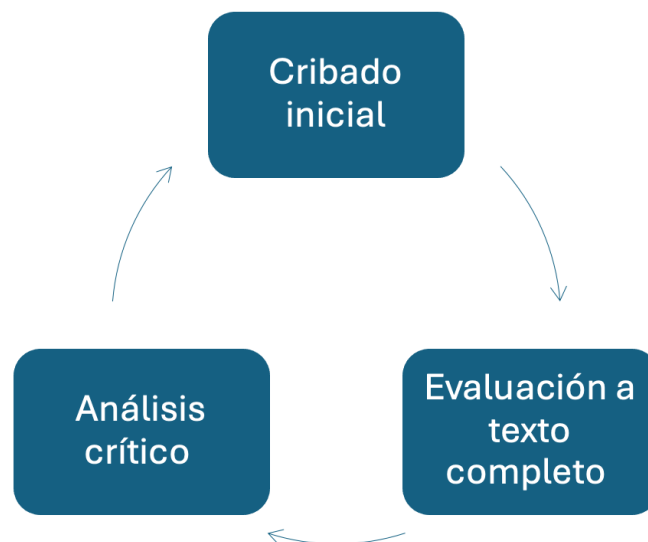 Cribado
inicial
Evaluación a
texto
completo
Análisis
crítico